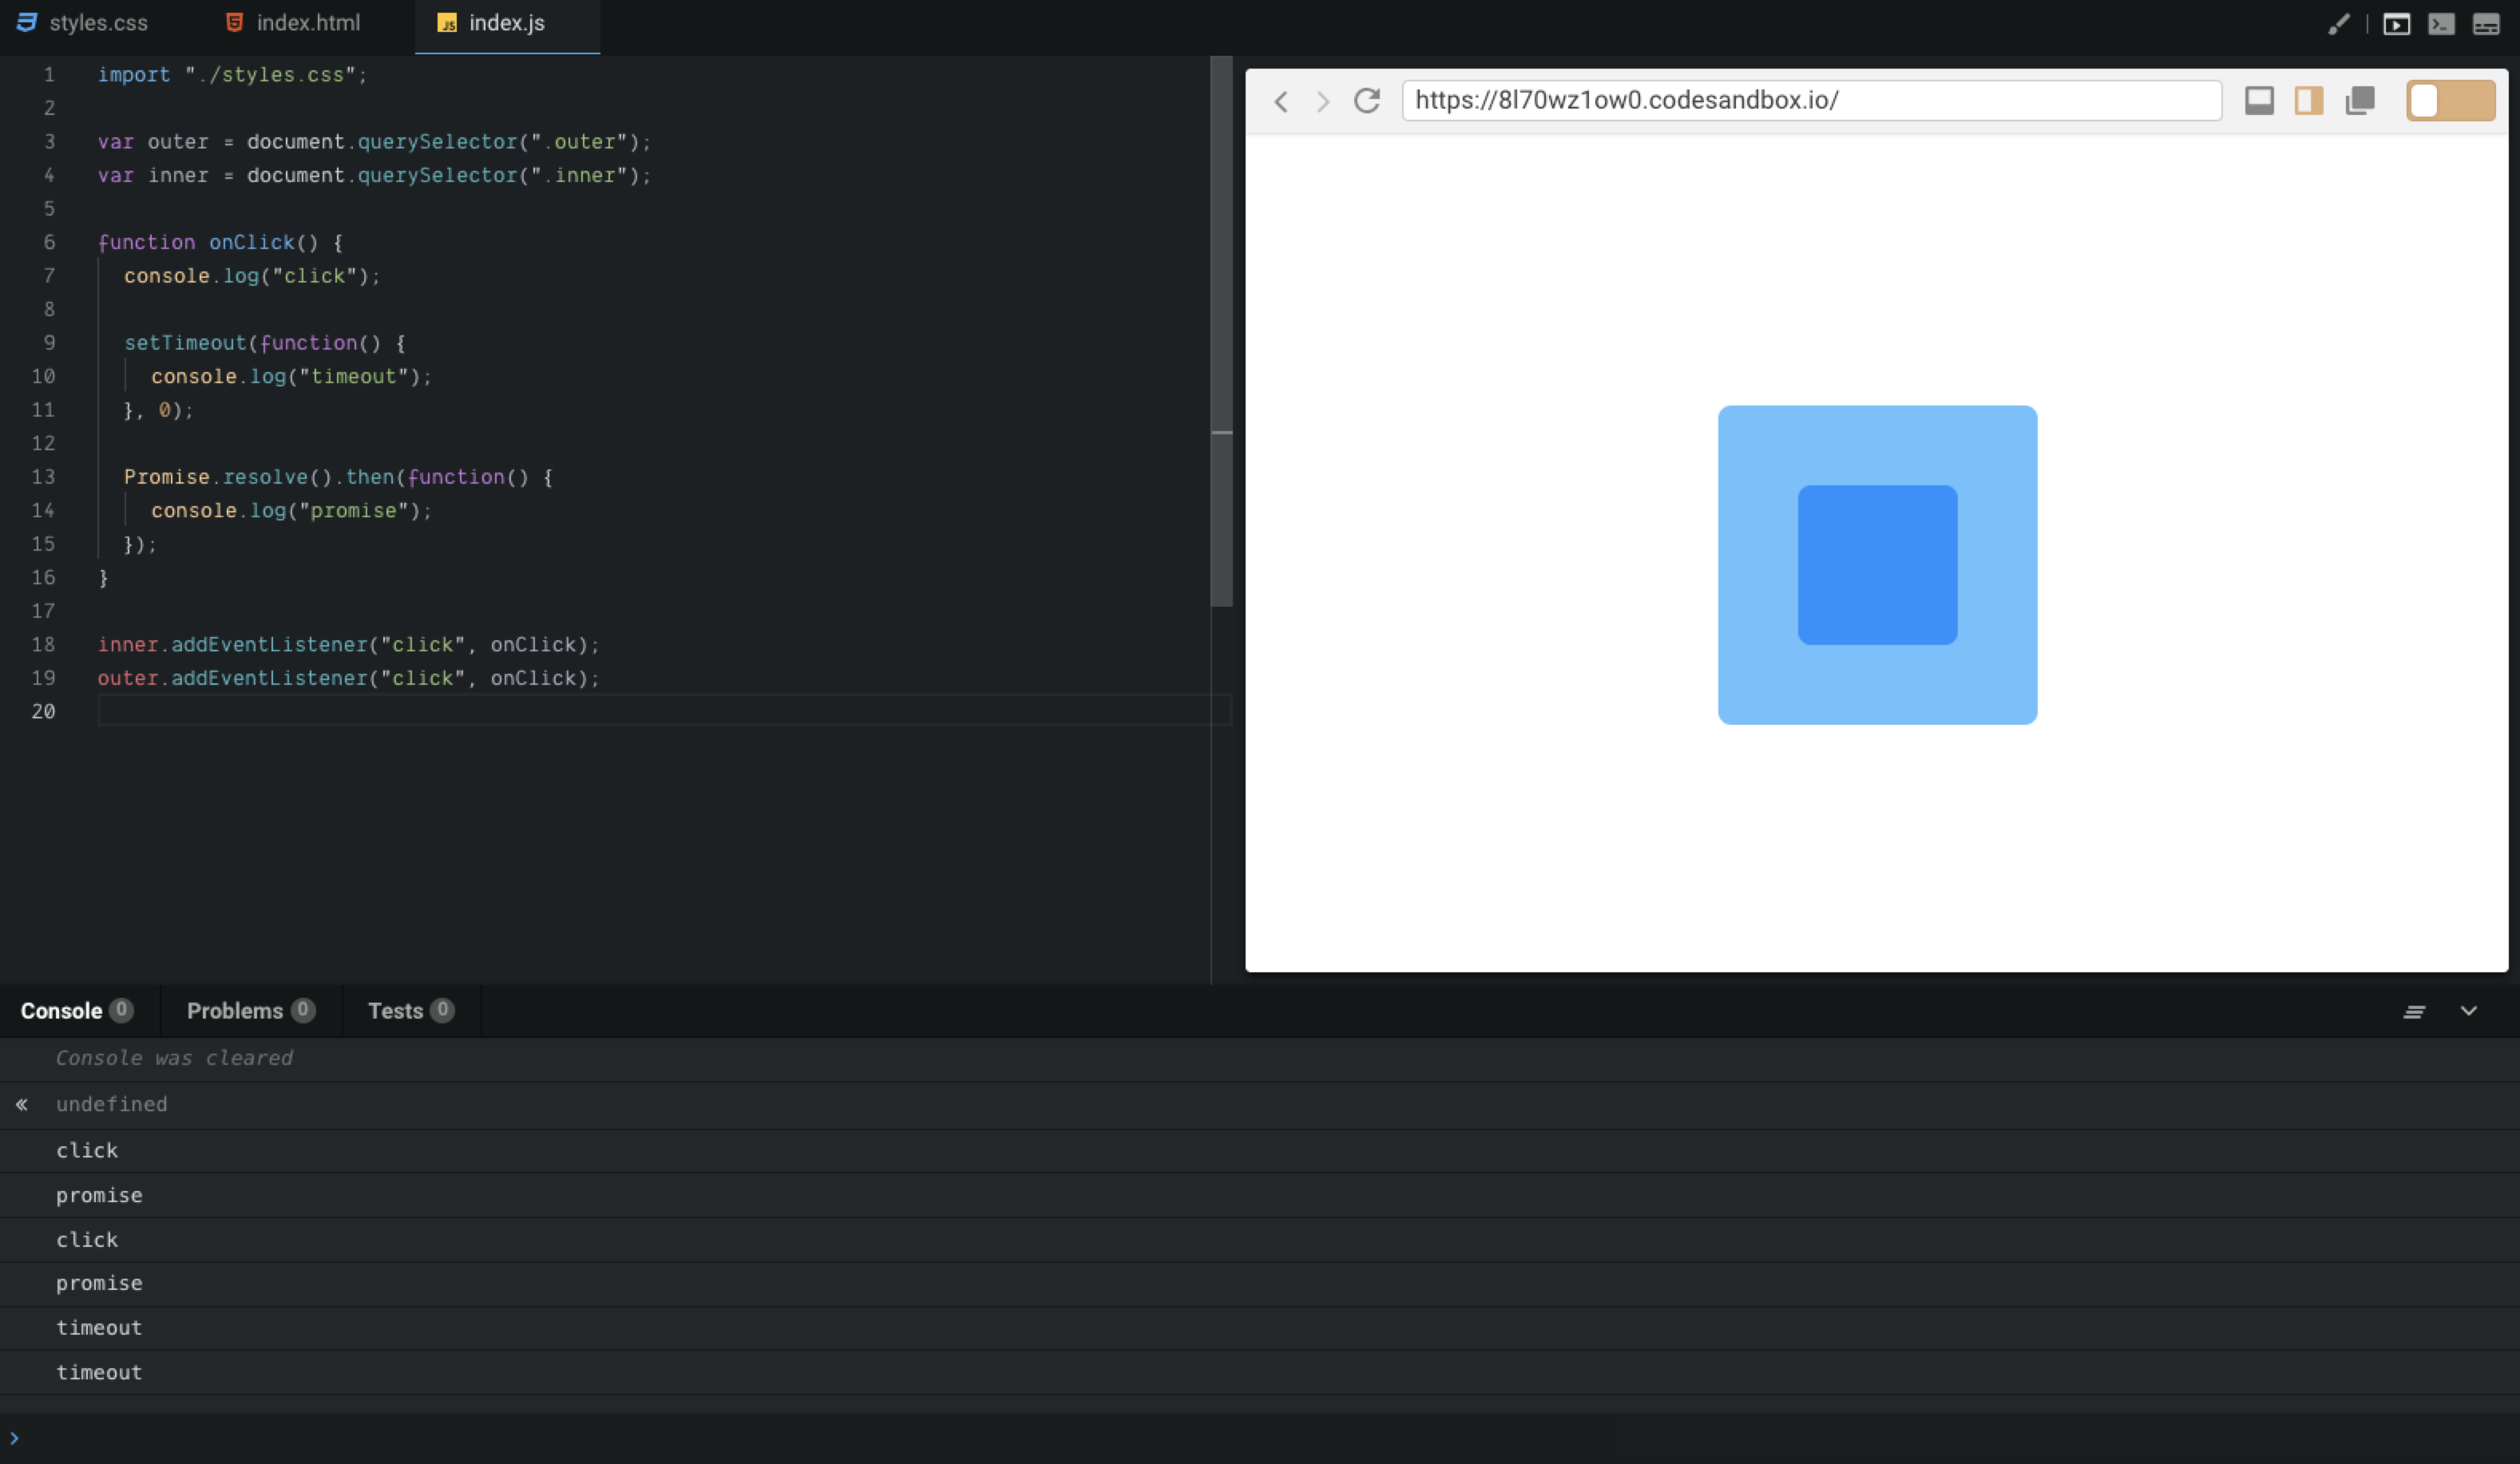 styles.css
index.html
JS index.js
1 import "./styles.css";
2
3 var outer = document.querySelector(".outer");
4 var inner = document.querySelector(".inner");
5
6 function onClick() {
7 console.log("click");
8
9 setTimeout(function() {
10 console.log("timeout");
11 }, 0);
12
13 Promise.resolve().then(function() {
14 console.log("promise");
15 });
16 }
17
18 inner.addEventListener("click", onClick);
19 outer.addEventListener("click", onClick);
20
https://8l70wz1ow0.codesandbox.io/
Console 0 Problems 0 Tests 0
Console was cleared
« undefined
click
promise
click
promise
timeout
timeout
›